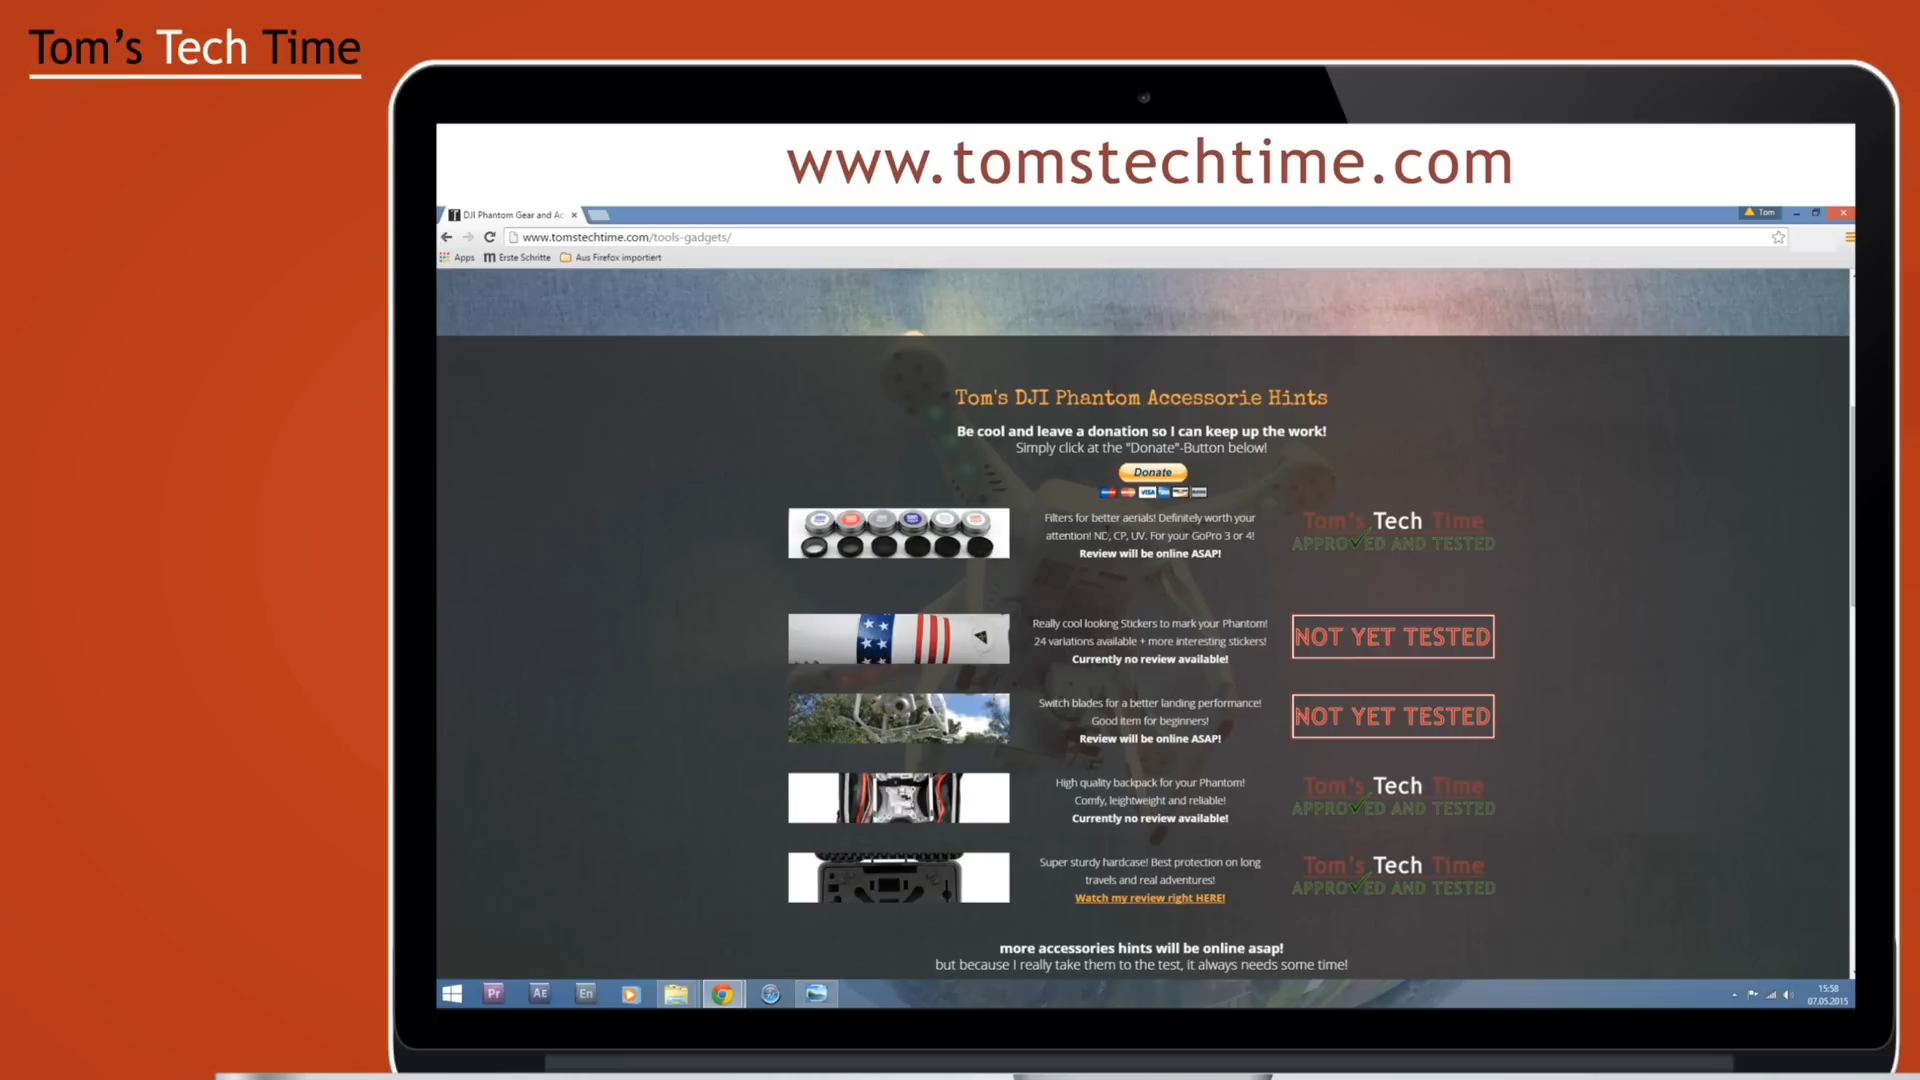 Tom's Tech Time
www.tomstechtime.com
DJI Phantom Gear and Ac
Tom
www.tomstechtime.com/tools-gadgets/
Apps
Erste Schritte
Aus Firefox importiert
Tom's DJI Phantom Accessorie Hints
Be cool and leave a donation so I can keep up the work!
Simply click at the "Donate"-Button below!
Donate
VISA
Filters for better aerials! Definitely worth your
attention! ND, CP, UV. For your GoPro 3 or 4!
Review will be online ASAP!
Tom's Tech Time
APPROVED AND TESTED
Really cool looking Stickers to mark your Phantom!
24 variations available + more interesting stickers!
Currently no review available!
NOT YET TESTED
Switch blades for a better landing performance!
Good item for beginners!
Review will be online ASAP!
NOT YET TESTED
High quality backpack for your Phantom!
Comfy, leightweight and reliable!
Currently no review available!
Tom's Tech Time
APPROVED AND TESTED
Super sturdy hardcase! Best protection on long
travels and real adventures!
Watch my review right HERE!
Tom's Tech Time
APPROVED AND TESTED
more accessories hints will be online asap!
but because I really take them to the test, it always needs some time!
Pr
AE
En
15:58
07.05.2015